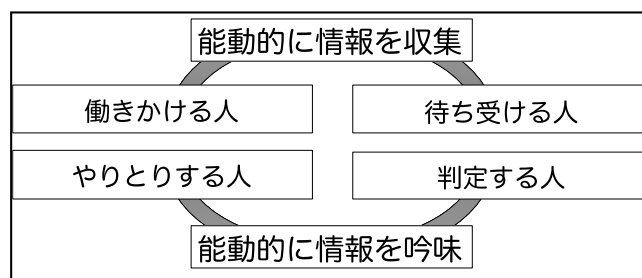 能動的に情報を収集
働きかける人
待ち受ける人
やりとりする人
判定する人
能動的に情報を吟味